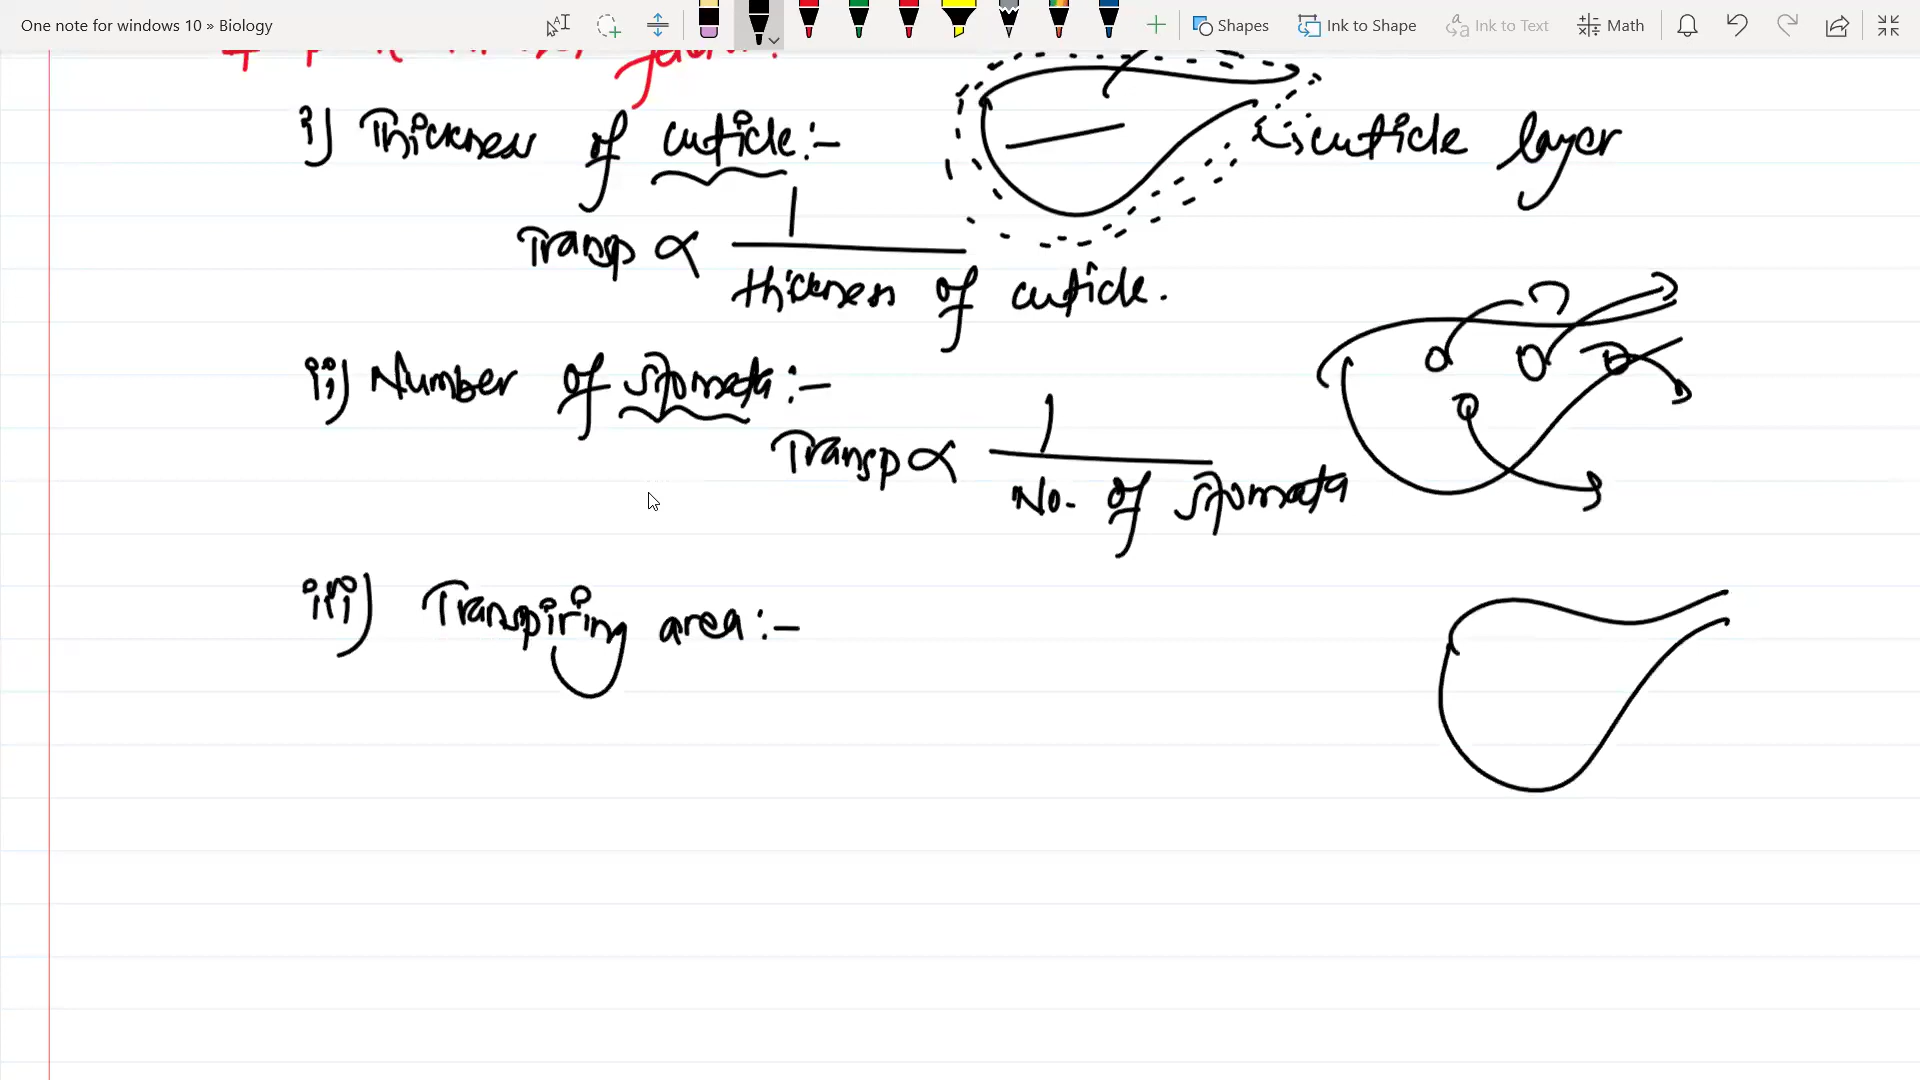 One note for windows 10 » Biology Shapes Ink to Shape Ink to Text Math
i) Thickness of cuticle:-
cuticle layer
Transp ∝ 1
thickness of cuticle.
ii) Number of stomata:-
Transp ∝ 1
No. of stomata
iii) Transpiring area:-